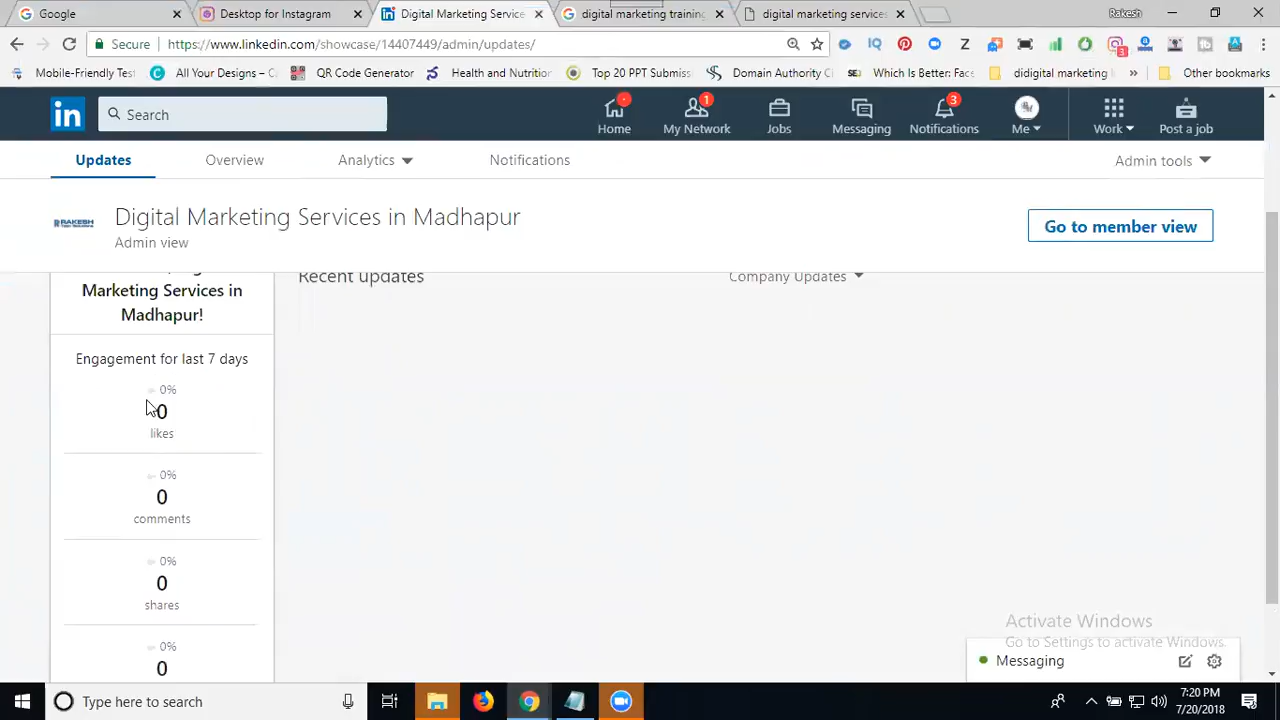 Google
Desktop for Instagram
Digital Marketing Service
digital marketing training
digital marketing services
Rakesh
Secure
https://www.linkedin.com/showcase/14407449/admin/updates/
Mobile-Friendly Test
All Your Designs –
QR Code Generator
Health and Nutrition
Top 20 PPT Submiss
Domain Authority C
Which Is Better: Face
didigital marketing
Other bookmarks
in
Search
Home
1
My Network
Jobs
Messaging
3
Notifications
Me
Work
Post a job
Updates
Overview
Analytics
Notifications
Admin tools
RAKESH
Digital Marketing Services in Madhapur
Admin view
Go to member view
Marketing Services in
Madhapur!
Recent updates
Company Updates
Engagement for last 7 days
0%
0
likes
0%
0
comments
0%
0
shares
0%
0
Activate Windows
Go to Settings to activate Windows.
Messaging
Type here to search
7:20 PM
7/20/2018